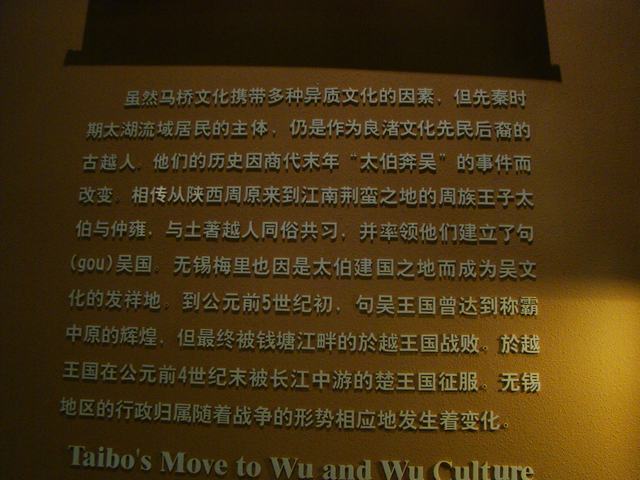 虽然马桥文化携带多种异质文化的因素，但先秦时
期太湖流域居民的主体，仍是作为良渚文化先民后裔的
古越人。他们的历史因商代末年“太伯奔吴”的事件而
改变。相传从陕西周原来到江南荆蛮之地的周族王子太
伯与仲雍，与土著越人同俗共习，并率领他们建立了句
(gou)吴国。无锡梅里也因是太伯建国之地而成为吴文
化的发祥地。到公元前5世纪初，句吴王国曾达到称霸
中原的辉煌，但最终被钱塘江畔的於越王国战败。於越
王国在公元前4世纪末被长江中游的楚王国征服。无锡
地区的行政归属随着战争的形势相应地发生着变化。
Taibo's Move to Wu and Wu Culture